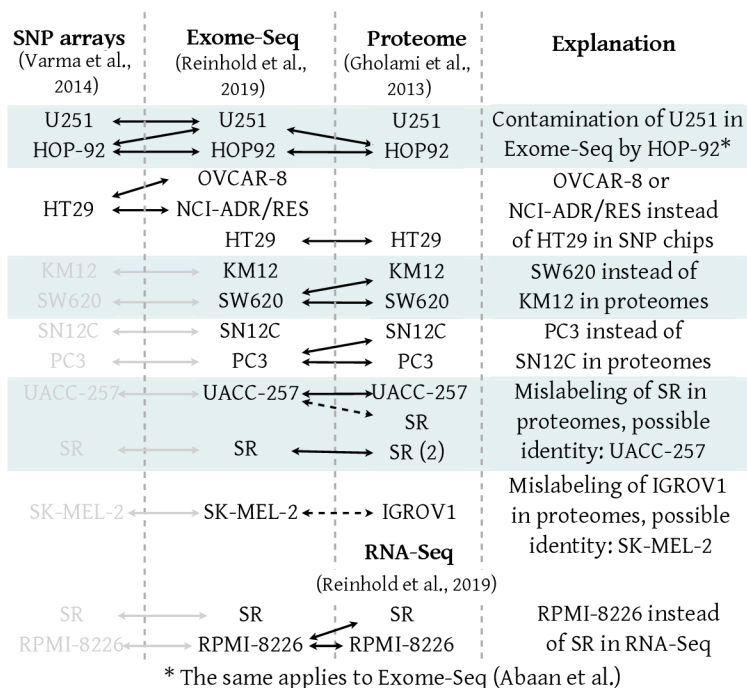 SNP arrays
(Varma et al.,
2014)
Exome-Seq
(Reinhold et al.,
2019)
Proteome
(Gholami et al.,
2013)
Explanation
U251 U251 U251
HOP-92 HOP92 HOP92
Contamination of U251 in
Exome-Seq by HOP-92*
OVCAR-8
HT29 NCI-ADR/RES
HT29 HT29
OVCAR-8 or
NCI-ADR/RES instead
of HT29 in SNP chips
KM12 KM12 KM12
SW620 SW620 SW620
SW620 instead of
KM12 in proteomes
SN12C SN12C SN12C
PC3 PC3 PC3
PC3 instead of
SN12C in proteomes
UACC-257 UACC-257 UACC-257
SR
SR SR SR (2)
Mislabeling of SR in
proteomes, possible
identity: UACC-257
SK-MEL-2 SK-MEL-2 IGROV1
Mislabeling of IGROV1
in proteomes, possible
identity: SK-MEL-2
RNA-Seq
(Reinhold et al., 2019)
SR SR SR
RPMI-8226 RPMI-8226 RPMI-8226
RPMI-8226 instead
of SR in RNA-Seq
* The same applies to Exome-Seq (Abaan et al.)